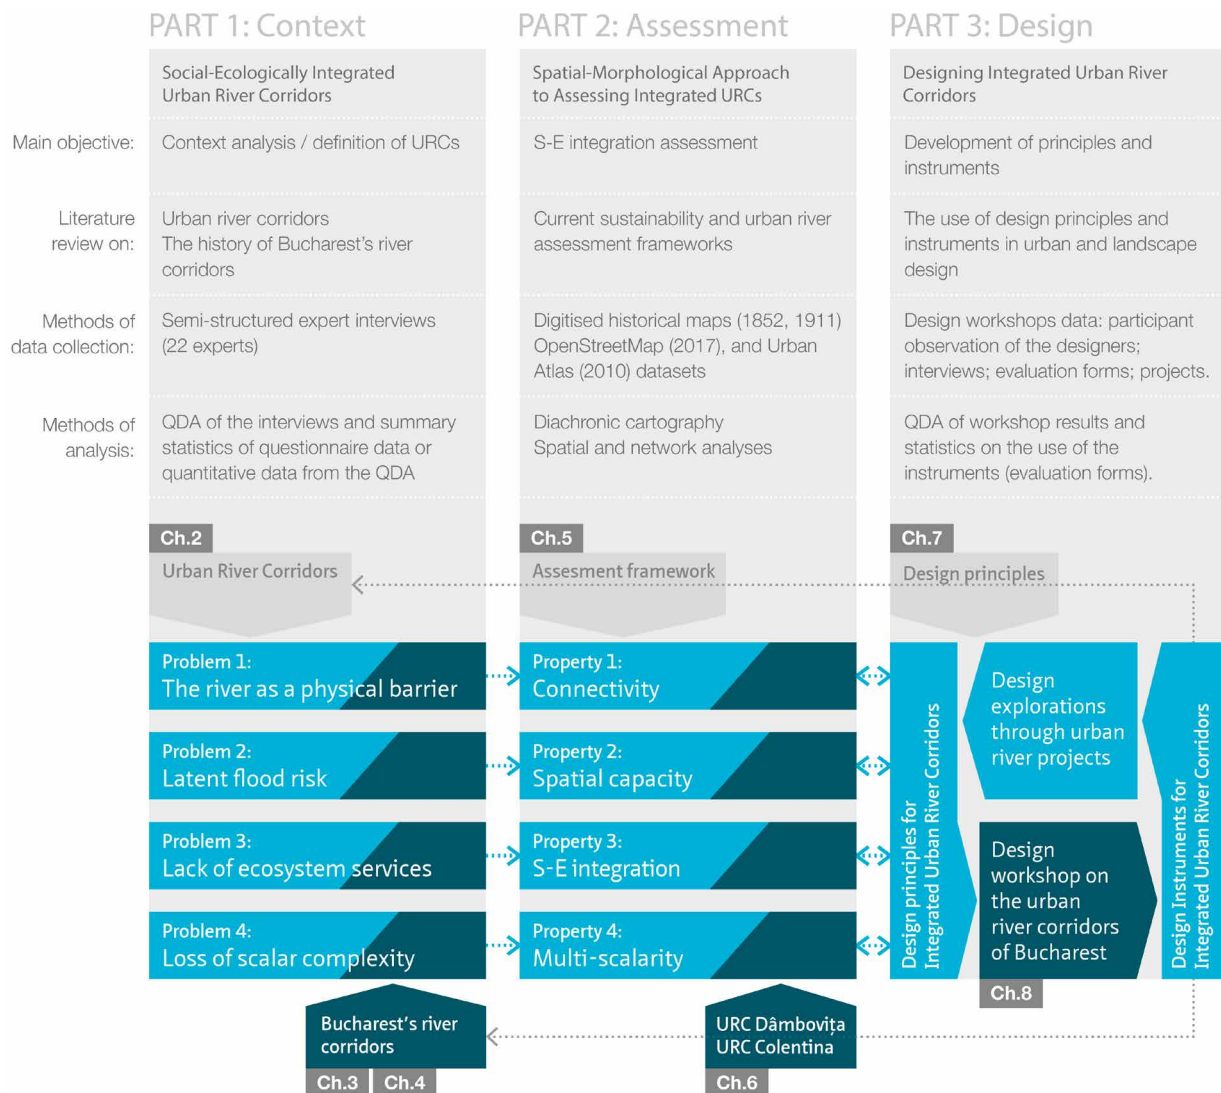 PART 1: Context
PART 2: Assessment
PART 3: Design
Social-Ecologically Integrated
Urban River Corridors
Spatial-Morphological Approach
to Assessing Integrated URCs
Designing Integrated Urban River
Corridors
Main objective:
Context analysis / definition of URCs
S-E integration assessment
Development of principles and
instruments
Literature
review on:
Urban river corridors
The history of Bucharest's river
corridors
Current sustainability and urban river
assessment frameworks
The use of design principles and
instruments in urban and landscape
design
Methods of
data collection:
Semi-structured expert interviews
(22 experts)
Digitised historical maps (1852, 1911)
OpenStreetMap (2017), and Urban
Atlas (2010) datasets
Design workshops data: participant
observation of the designers;
interviews; evaluation forms; projects.
Methods of
analysis:
QDA of the interviews and summary
statistics of questionnaire data or
quantitative data from the QDA
Diachronic cartography
Spatial and network analyses
QDA of workshop results and
statistics on the use of the
instruments (evaluation forms).
Ch.2
Urban River Corridors
Ch.5
Assesment framework
Ch.7
Design principles
Problem 1:
The river as a physical barrier
Problem 2:
Latent flood risk
Problem 3:
Lack of ecosystem services
Problem 4:
Loss of scalar complexity
Property 1:
Connectivity
Property 2:
Spatial capacity
Property 3:
S-E integration
Property 4:
Multi-scalarity
Design principles for
Integrated Urban River Corridors
Design
explorations
through urban
river projects
Design
workshop on
the urban
river corridors
of Bucharest
Ch.8
Design Instruments for
Integrated Urban River Corridors
Bucharest's river
corridors
Ch.3
Ch.4
URC Dâmbovița
URC Colentina
Ch.6